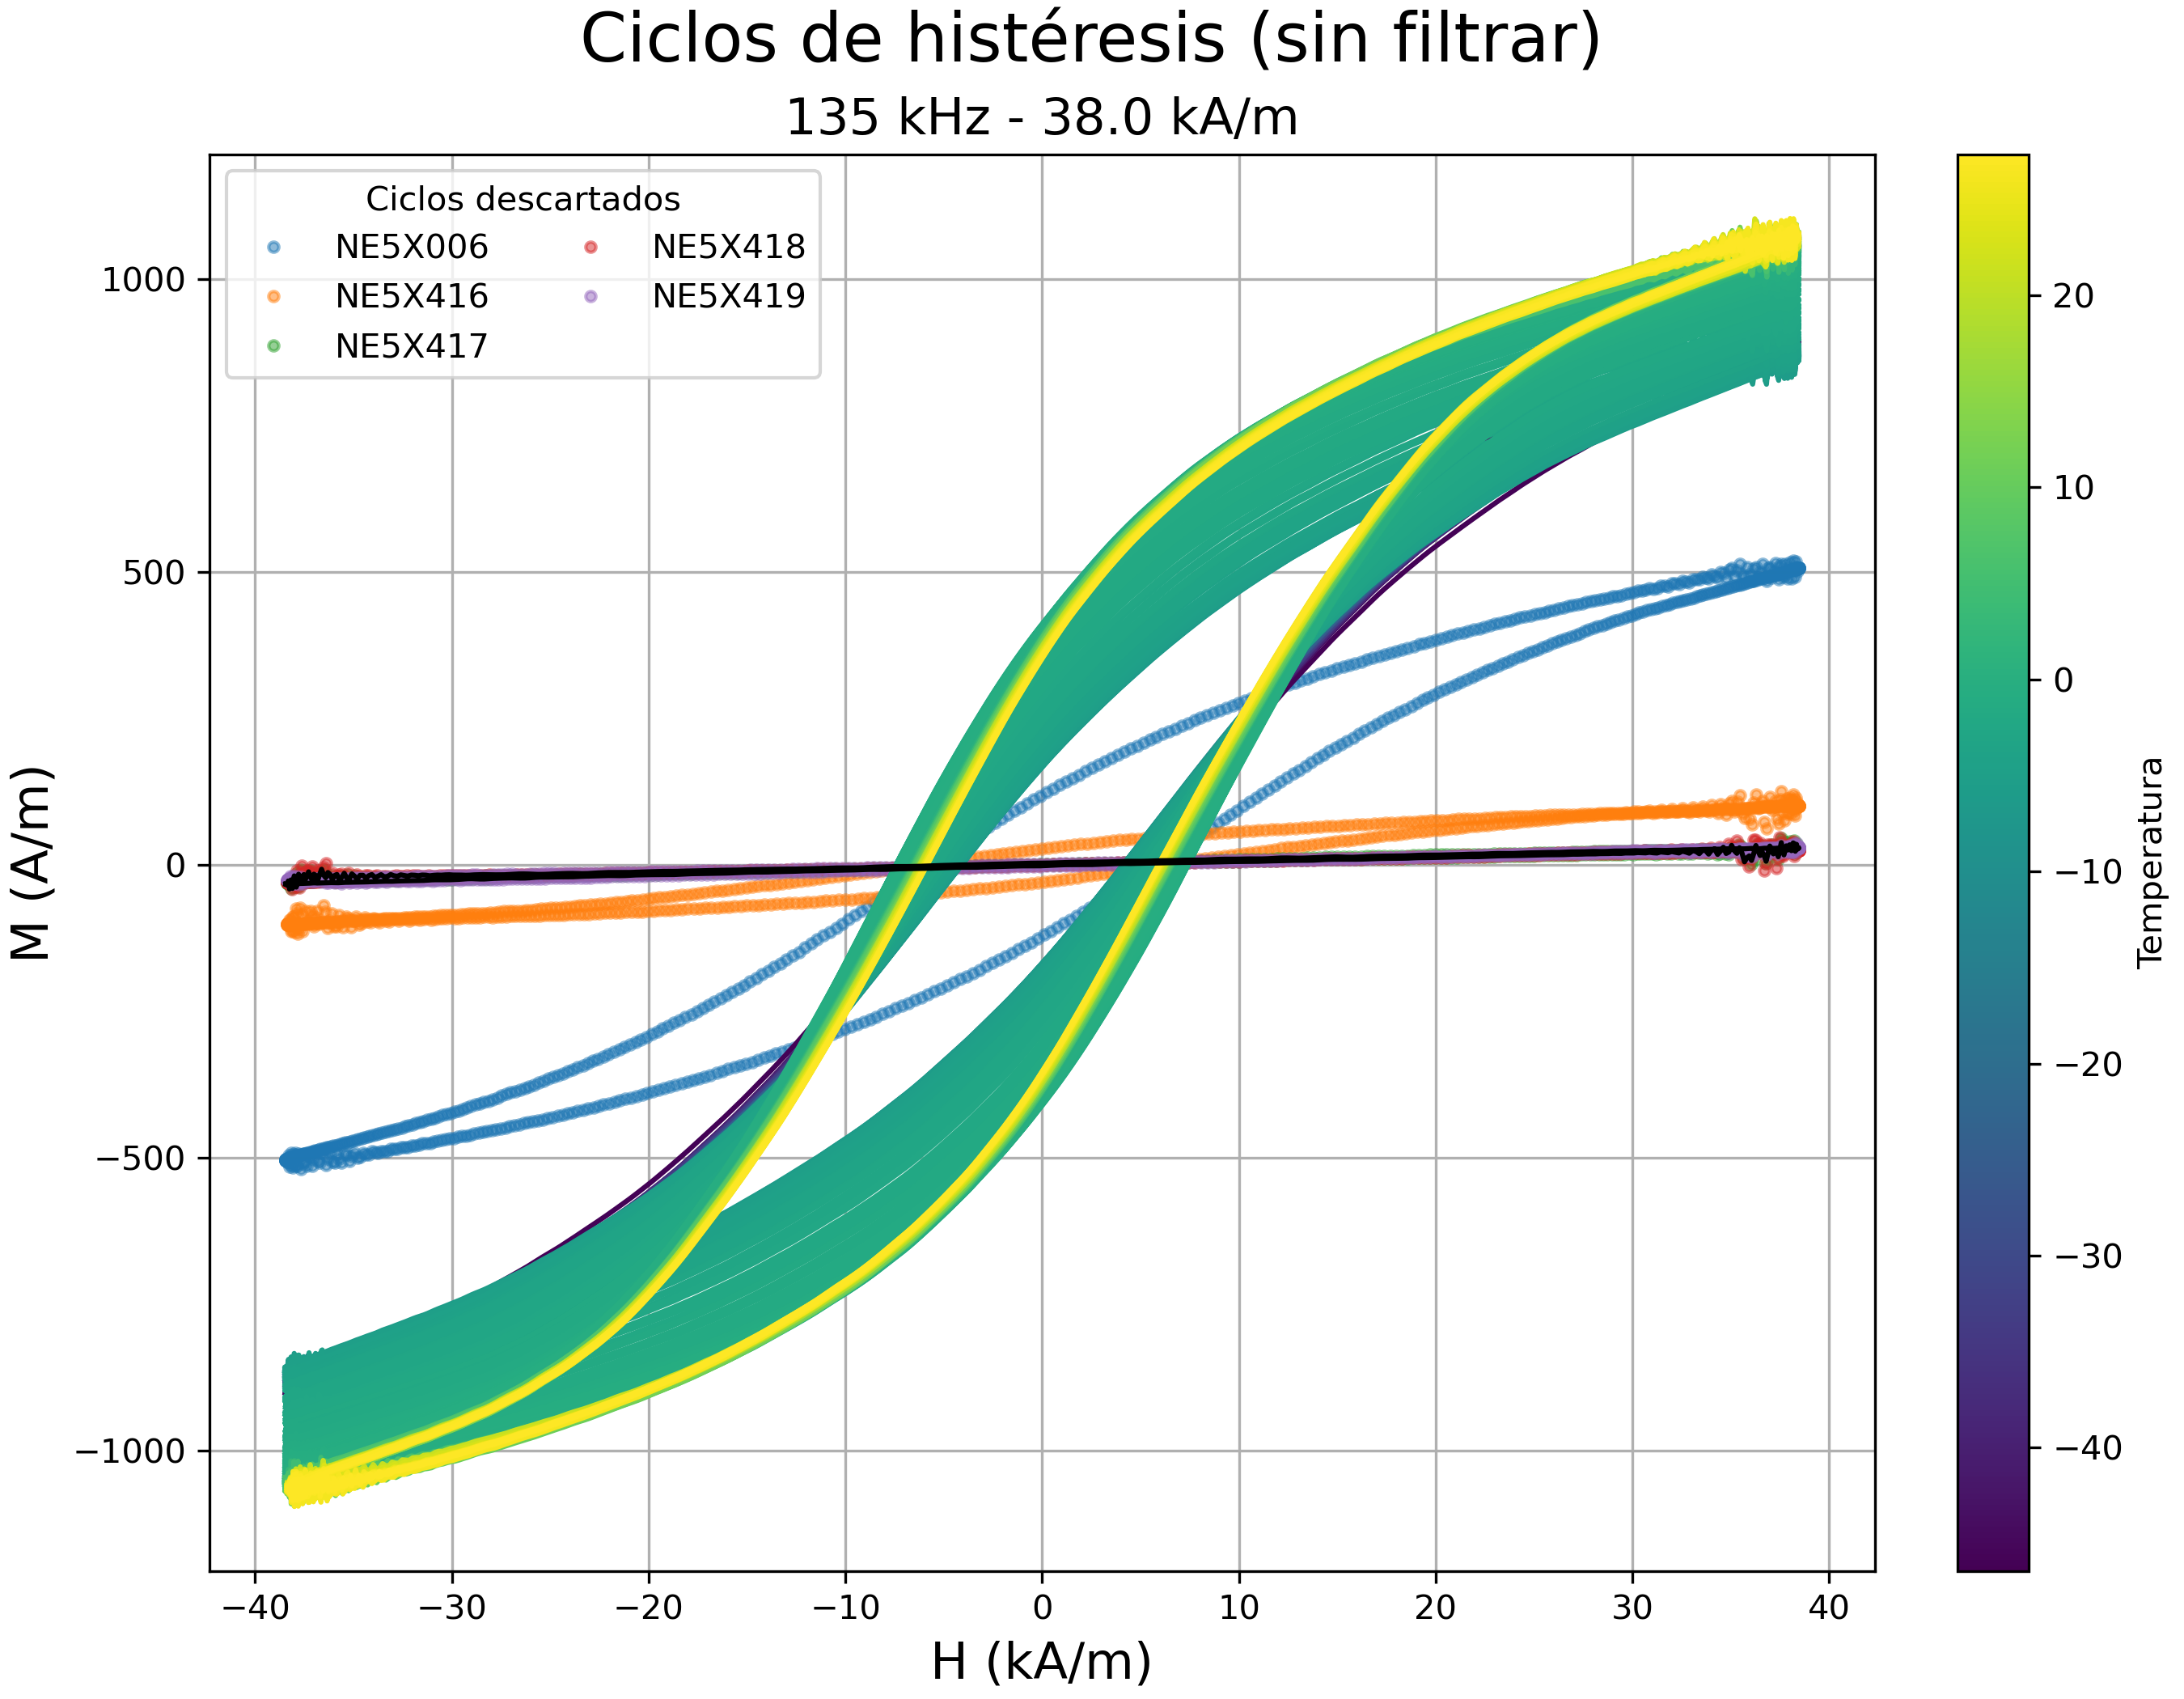 Ciclos de histéresis (sin filtrar)
135 kHz - 38.0 kA/m
Ciclos descartados
NE5X006
NE5X416
NE5X417
NE5X418
NE5X419
1000
500
0
−500
−1000
M (A/m)
−40 −30 −20 −10 0 10 20 30 40
H (kA/m)
20
10
0
−10
−20
−30
−40
Temperatura